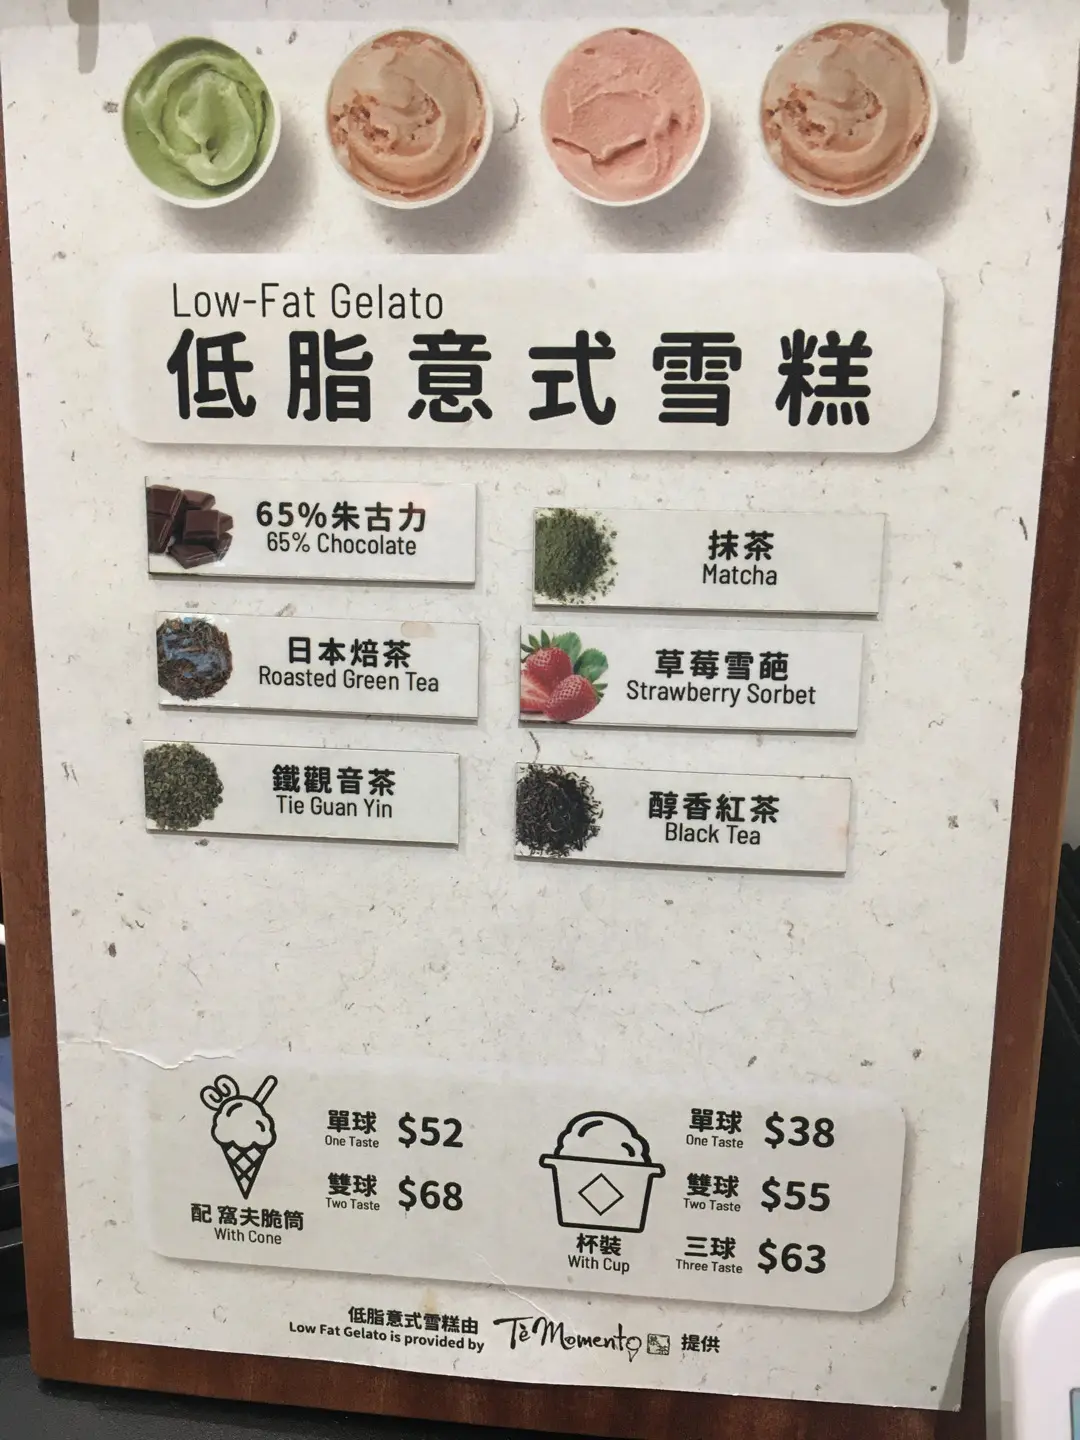 Low-Fat Gelato
低脂意式雪糕
65%朱古力
65% Chocolate
抹茶
Matcha
日本焙茶
Roasted Green Tea
草莓雪葩
Strawberry Sorbet
鐵觀音茶
Tie Guan Yin
醇香紅茶
Black Tea
單球 $52
One Taste
雙球 $68
Two Taste
配 窩夫脆筒
With Cone
單球 $38
One Taste
雙球 $55
Two Taste
三球 $63
Three Taste
杯裝
With Cup
低脂意式雪糕由
Low Fat Gelato is provided by
Tè Momento 提供